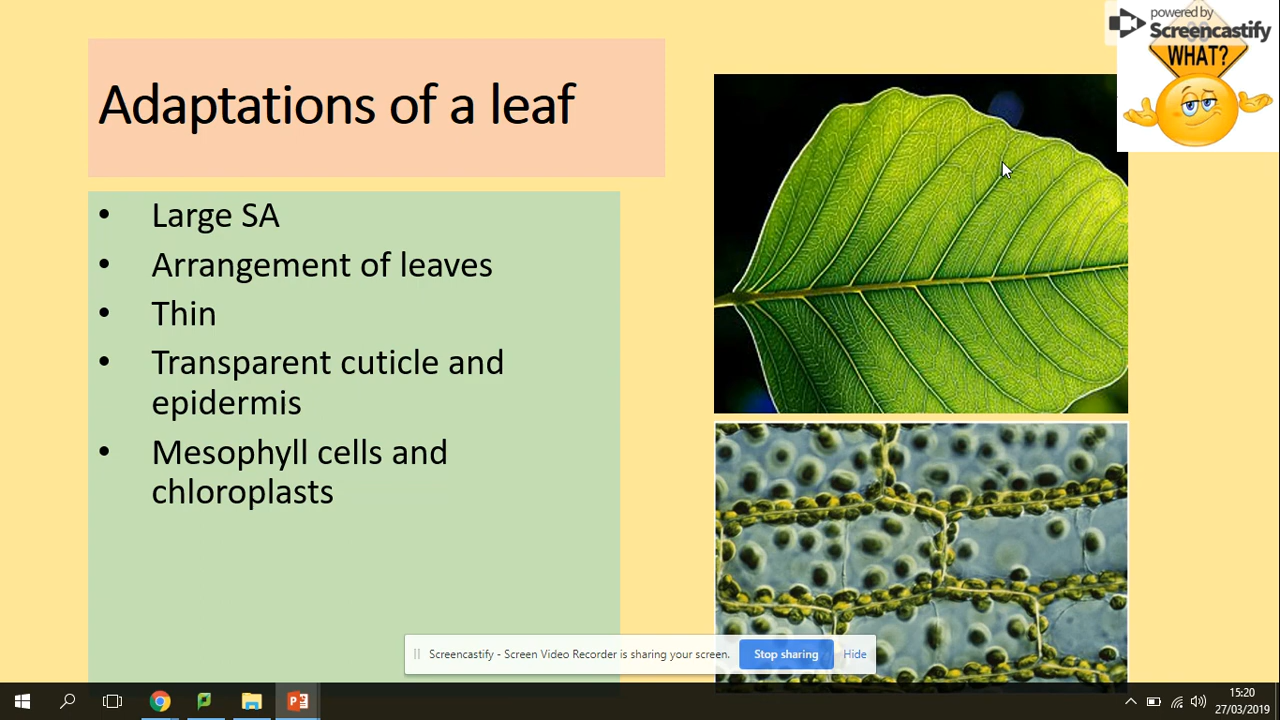 powered by
Screencastify
WHAT?
Adaptations of a leaf
• Large SA
• Arrangement of leaves
• Thin
• Transparent cuticle and
epidermis
• Mesophyll cells and
chloroplasts
Screencastify - Screen Video Recorder is sharing your screen.
Stop sharing
Hide
15:20
27/03/2019